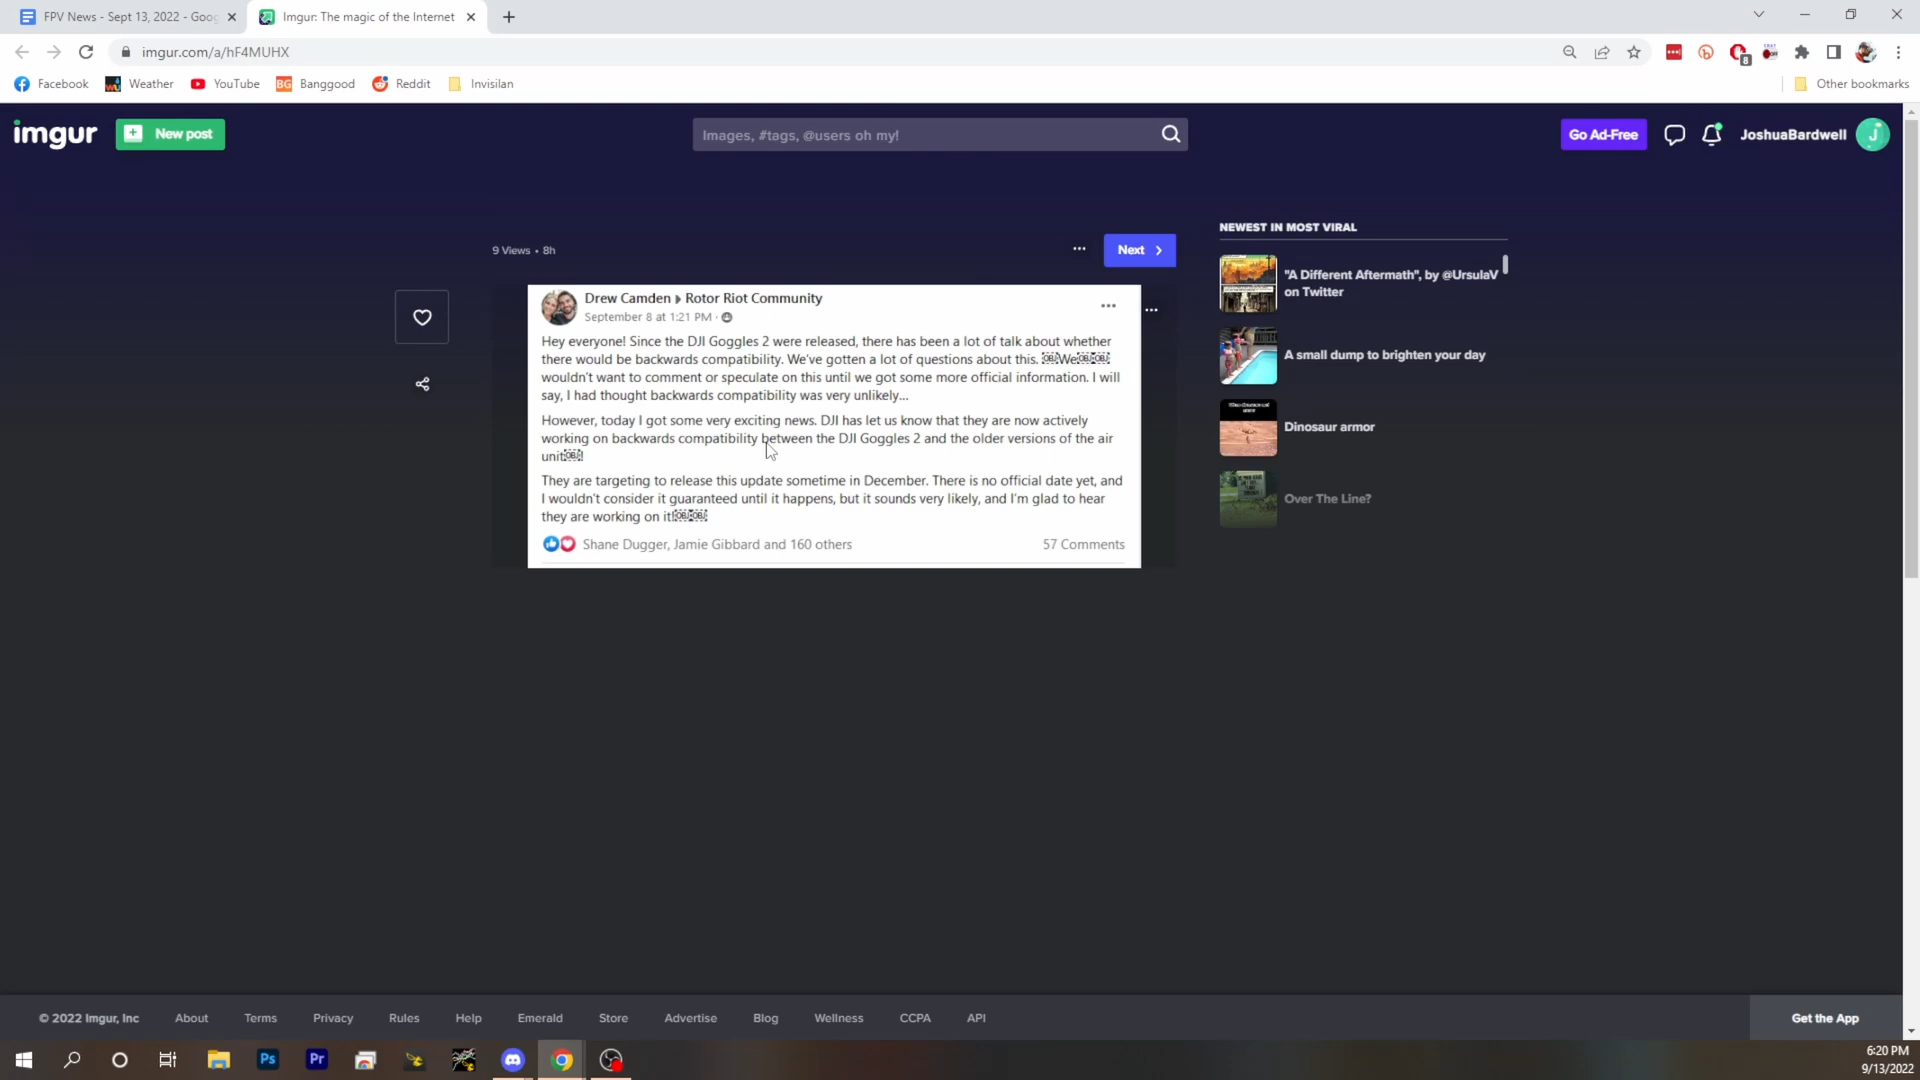 FPV News - Sept 13, 2022 - Goo
Imgur: The magic of the Internet
imgur.com/a/hF4MUHX
8
Facebook
Weather
YouTube
BG Banggood
Reddit
Invisilan
Other bookmarks
imgur
New post
Images, #tags, @users oh my!
Go Ad-Free
JoshuaBardwell
J
9 Views • 8h
Next
NEWEST IN MOST VIRAL
"A Different Aftermath", by @UrsulaV
on Twitter
A small dump to brighten your day
Dinosaur armor
Over The Line?
Drew Camden ▸ Rotor Riot Community
September 8 at 1:21 PM ·
Hey everyone! Since the DJI Goggles 2 were released, there has been a lot of talk about whether
there would be backwards compatibility. We've gotten a lot of questions about this. OBJWeOBJOBJ
wouldn't want to comment or speculate on this until we got some more official information. I will
say, I had thought backwards compatibility was very unlikely...
However, today I got some very exciting news. DJI has let us know that they are now actively
working on backwards compatibility between the DJI Goggles 2 and the older versions of the air
unitOBJ!
They are targeting to release this update sometime in December. There is no official date yet, and
I wouldn't consider it guaranteed until it happens, but it sounds very likely, and I'm glad to hear
they are working on it!OBJOBJ
Shane Dugger, Jamie Gibbard and 160 others
57 Comments
© 2022 Imgur, Inc
About
Terms
Privacy
Rules
Help
Emerald
Store
Advertise
Blog
Wellness
CCPA
API
Get the App
Ps
Pr
6:20 PM
9/13/2022